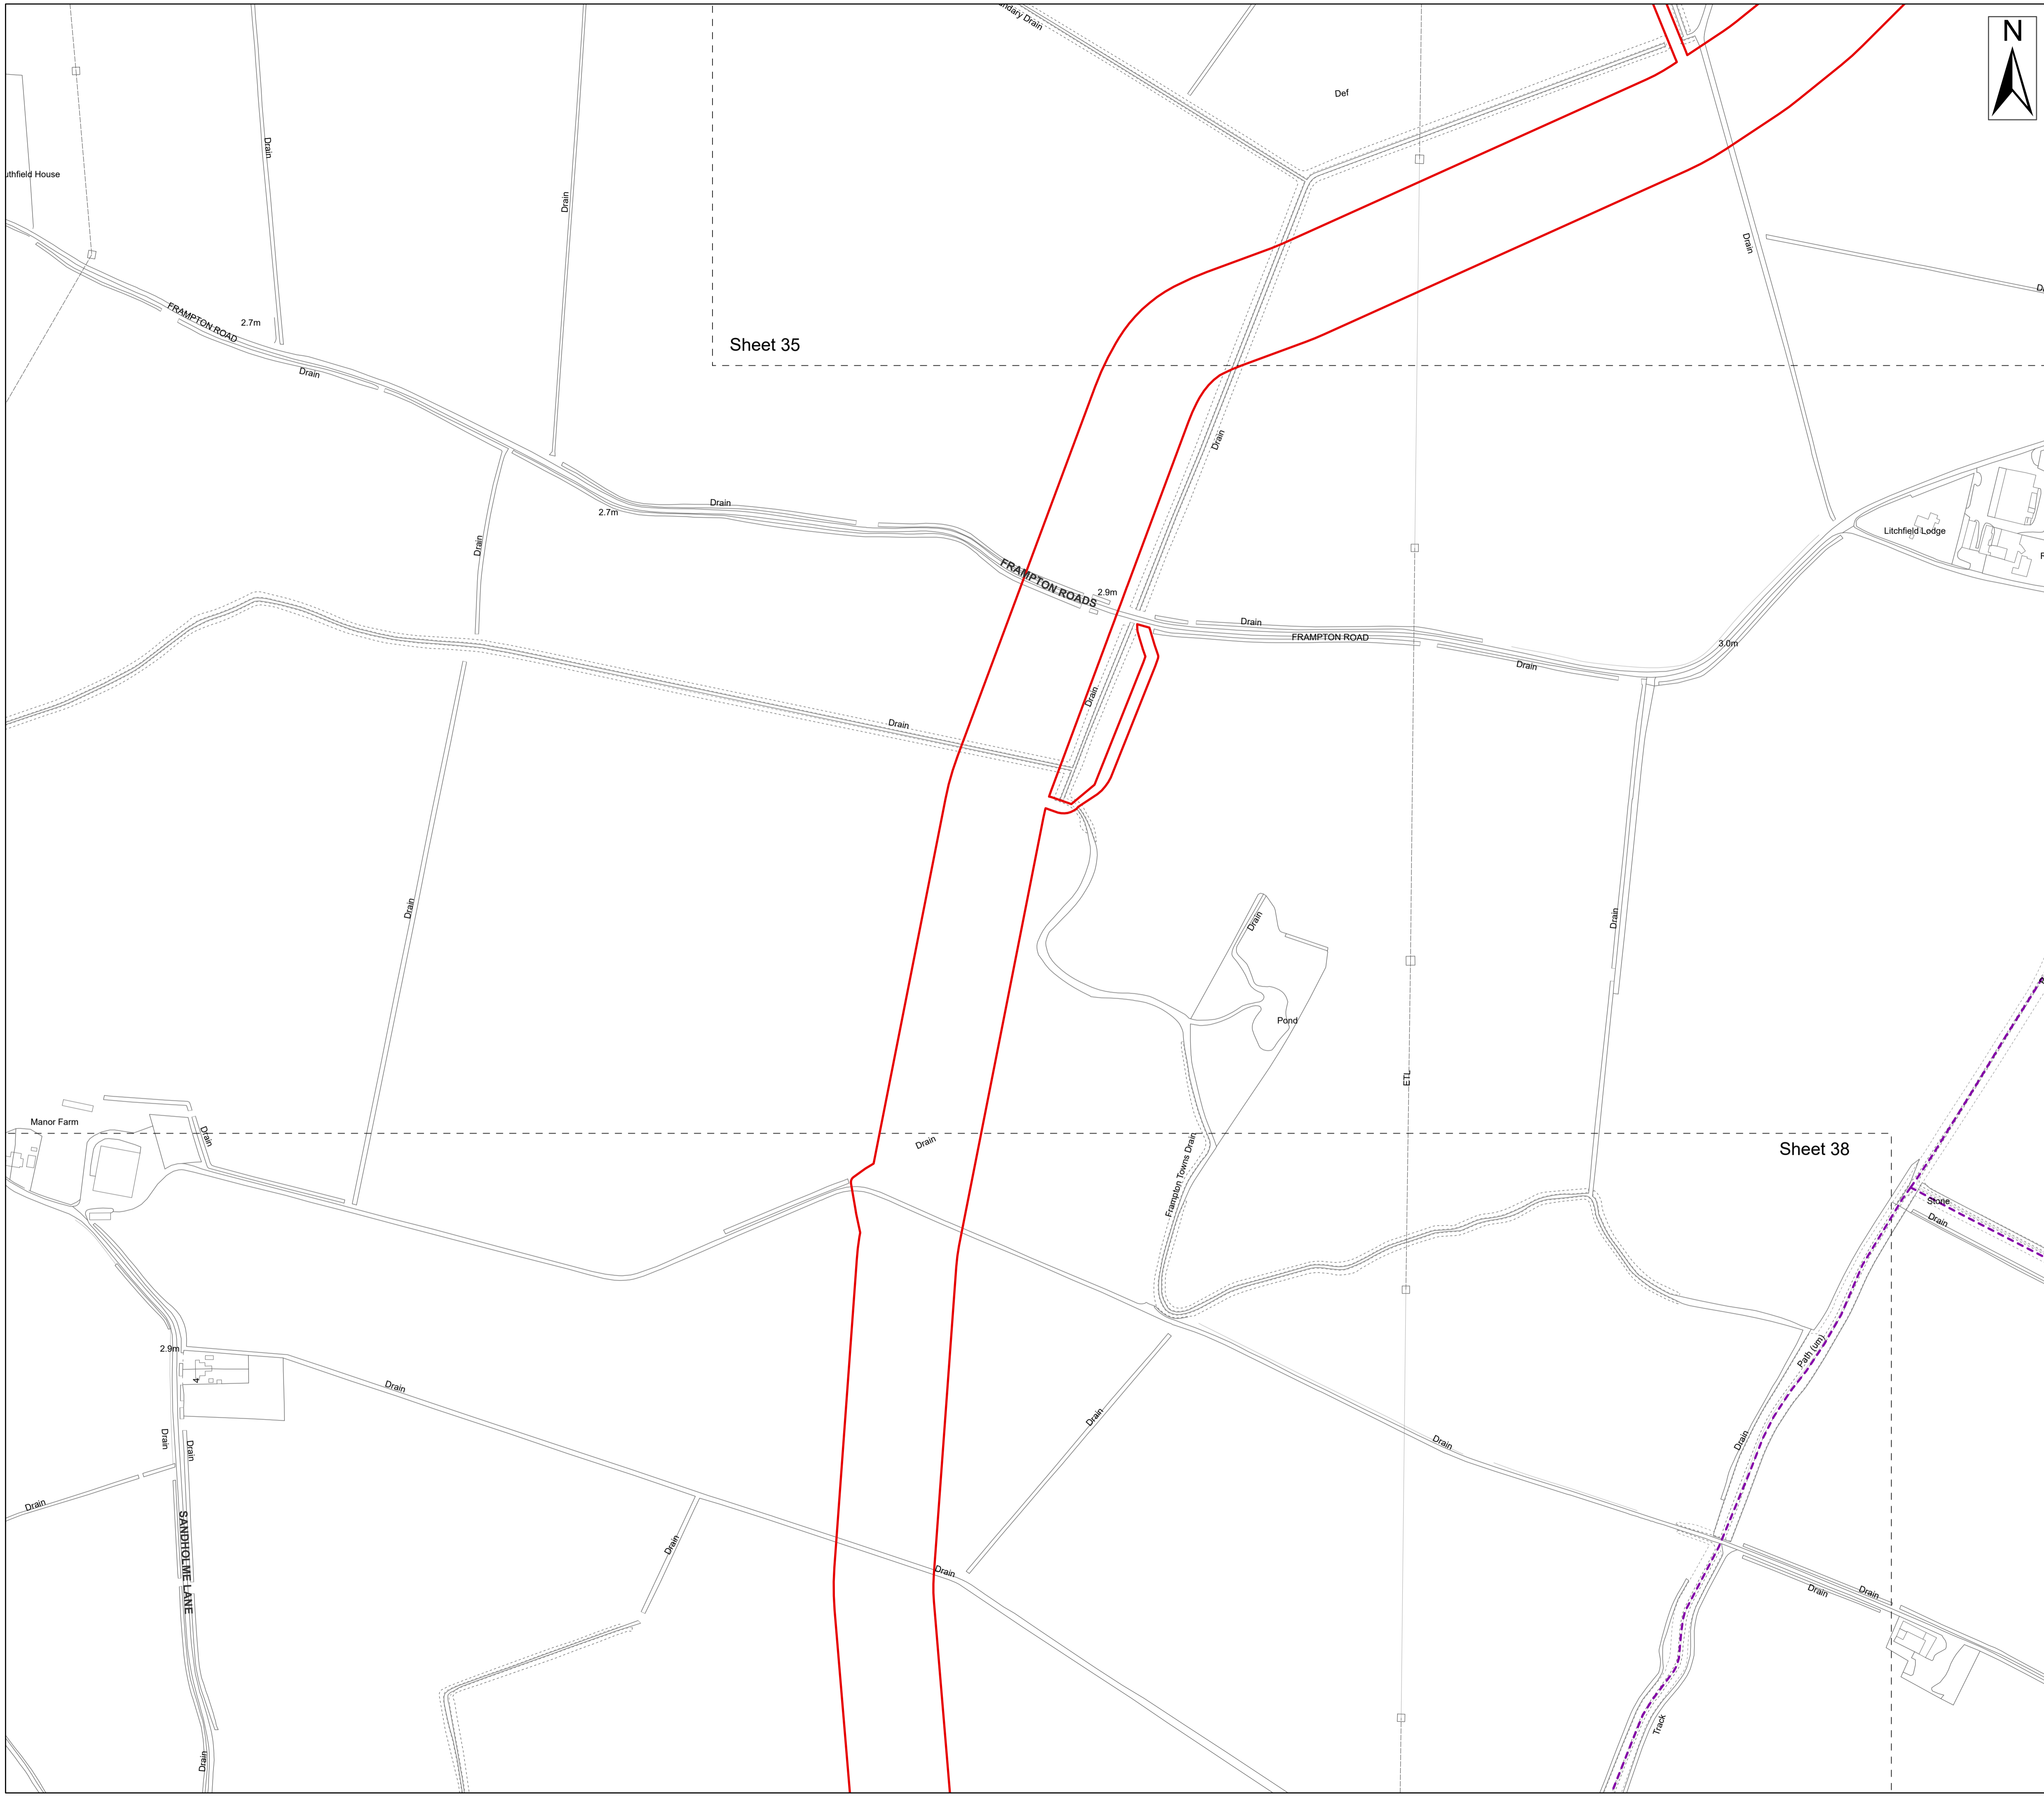 N
Drain
Def
Drain
uthfield House
Drain
Drain
FRAMPTON ROAD
2.7m
Sheet 35
Drain
Drain
Drain
2.7m
Drain
Drain
Litchfield Lodge
FRAMPTON ROADS
2.9m
Drain
FRAMPTON ROAD
3.0m
Drain
Drain
Drain
Drain
Drain
Drain
Pond
ETL
Manor Farm
Drain
Drain
Sheet 38
Frampton Towns Drain
Stone
Drain
2.9m
Path (um)
4
Drain
Drain
Drain
Drain
Drain
Drain
Drain
SANDHOLME LANE
Drain
Drain
Drain
Drain
Track
Drain